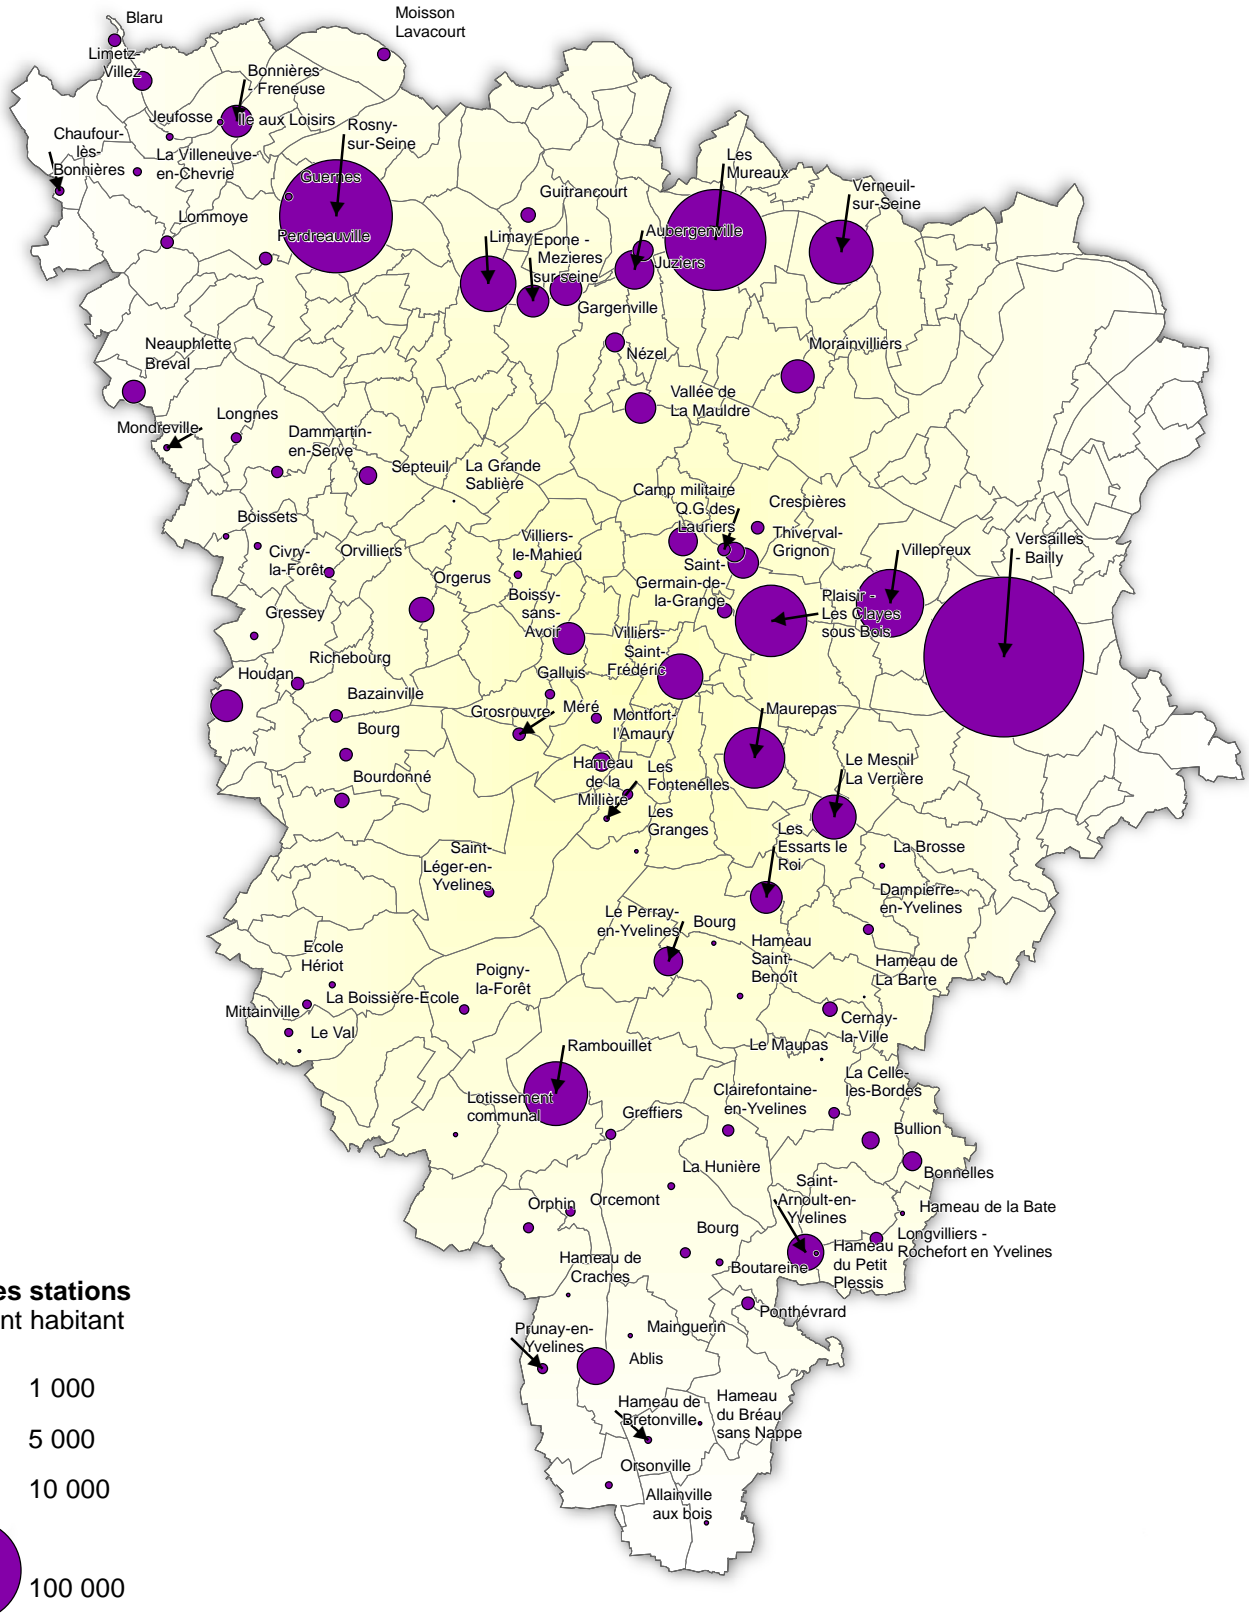 Blaru
Moisson
Lavacourt
Limetz-
Villez
Bonnières
- Freneuse
Jeufosse
Ile aux Loisirs
Rosny-
sur-Seine
Chaufour-
lès-
Bonnières
La Villeneuve-
en-Chevrie
Guernes
Lommoye
Perdreauville
Guitrancourt
Les
Mureaux
Verneuil-
sur-Seine
Limay
Epone -
Mezieres
sur seine
Aubergenville
Juziers
Gargenville
Nézel
Morainvilliers
Neauphlette
Breval
Vallée de
La Mauldre
Mondreville
Longnes
Dammartin-
en-Serve
Septeuil
La Grande
Sablière
Camp militaire
Q.G.des
Lauriers
Crespières
Thiverval-
Grignon
Boissets
Civry-
la-Forêt
Orvilliers
Villiers-
le-Mahieu
Saint-
Germain-de-
la-Grange
Villepreux
Versailles
- Bailly
Orgerus
Boissy-
sans-
Avoir
Plaisir -
Les Clayes
sous Bois
Gressey
Villiers-
Saint-
Frédéric
Houdan
Richebourg
Galluis
Bazainville
Grosrouvre
Méré
Montfort-
l'Amaury
Maurepas
Bourg
Bourdonné
Hameau
de la
Millière
Les
Fontenelles
Le Mesnil
La Verrière
Les
Granges
Les
Essarts le
Roi
La Brosse
Saint-
Léger-en-
Yvelines
Dampierre-
en-Yvelines
Le Perray-
en-Yvelines
Bourg
Hameau
Saint-
Benoît
Hameau de
La Barre
Ecole
Hériot
Poigny-
la-Forêt
Mittainville
La Boissière-Ecole
Le Val
Cernay-
la-Ville
Rambouillet
Le Maupas
La Celle-
les-Bordes
Lotissement
communal
Greffiers
Clairefontaine-
en-Yvelines
Bullion
La Hunière
Bonnelles
Saint-
Arnoult-en-
Yvelines
Orphin
Orcemont
Hameau de la Bate
Bourg
Longvilliers -
Rochefort en Yvelines
Hameau
du Petit
Plessis
Boutareine
Hameau de
Craches
Ponthévrard
Prunay-en-
Yvelines
Mainguerin
Ablis
Hameau de
Bretonville
Hameau
du Bréau
sans Nappe
Orsonville
Allainville
aux bois
es stations
nt habitant
1 000
5 000
10 000
100 000